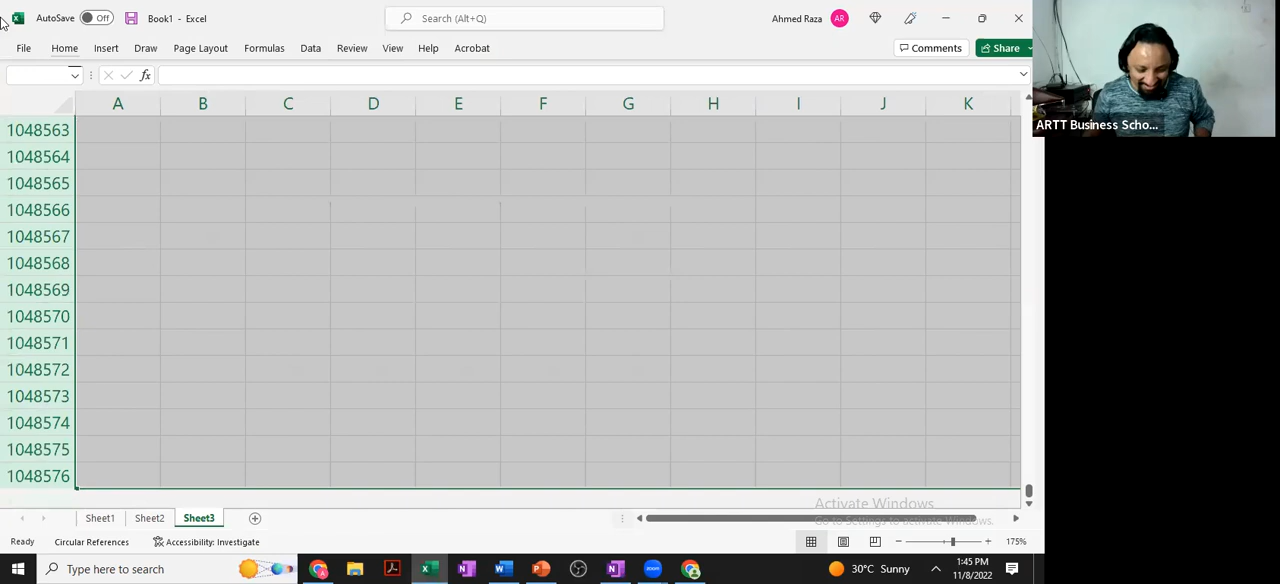 AutoSave Off Book1 - Excel Search (Alt+Q) Ahmed Raza AR
File Home Insert Draw Page Layout Formulas Data Review View Help Acrobat Comments Share
fx
A B C D E F G H I J K
1048563
1048564
1048565
1048566
1048567
1048568
1048569
1048570
1048571
1048572
1048573
1048574
1048575
1048576
ARTT Business Scho...
Activate Windows
Go to Settings to activate Windows.
Sheet1 Sheet2 Sheet3
Ready Circular References Accessibility: Investigate 175%
Type here to search zoom 30°C Sunny 1:45 PM
11/8/2022